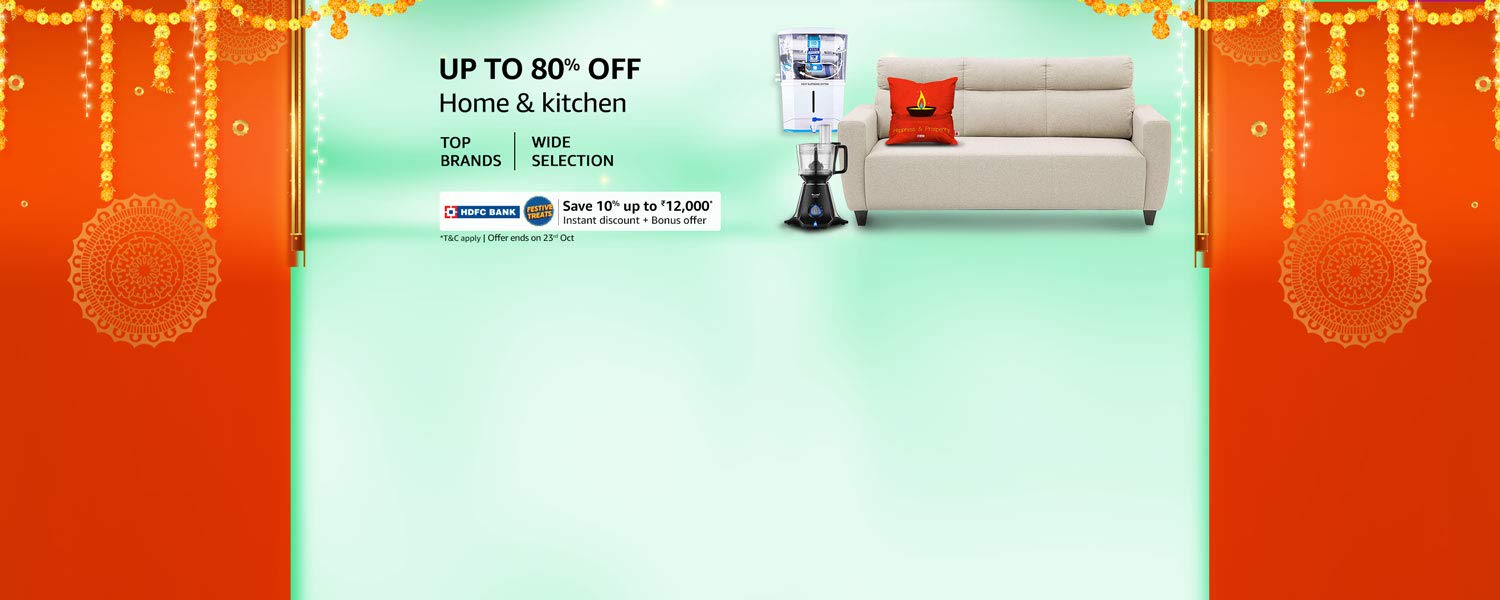 UP TO 80% OFF
Home & kitchen
TOP BRANDS | WIDE SELECTION
HDFC BANK
FESTIVE TREATS
Save 10% up to ₹12,000*
Instant discount + Bonus offer
*T&C apply | Offer ends on 23rd Oct
& Prosperity